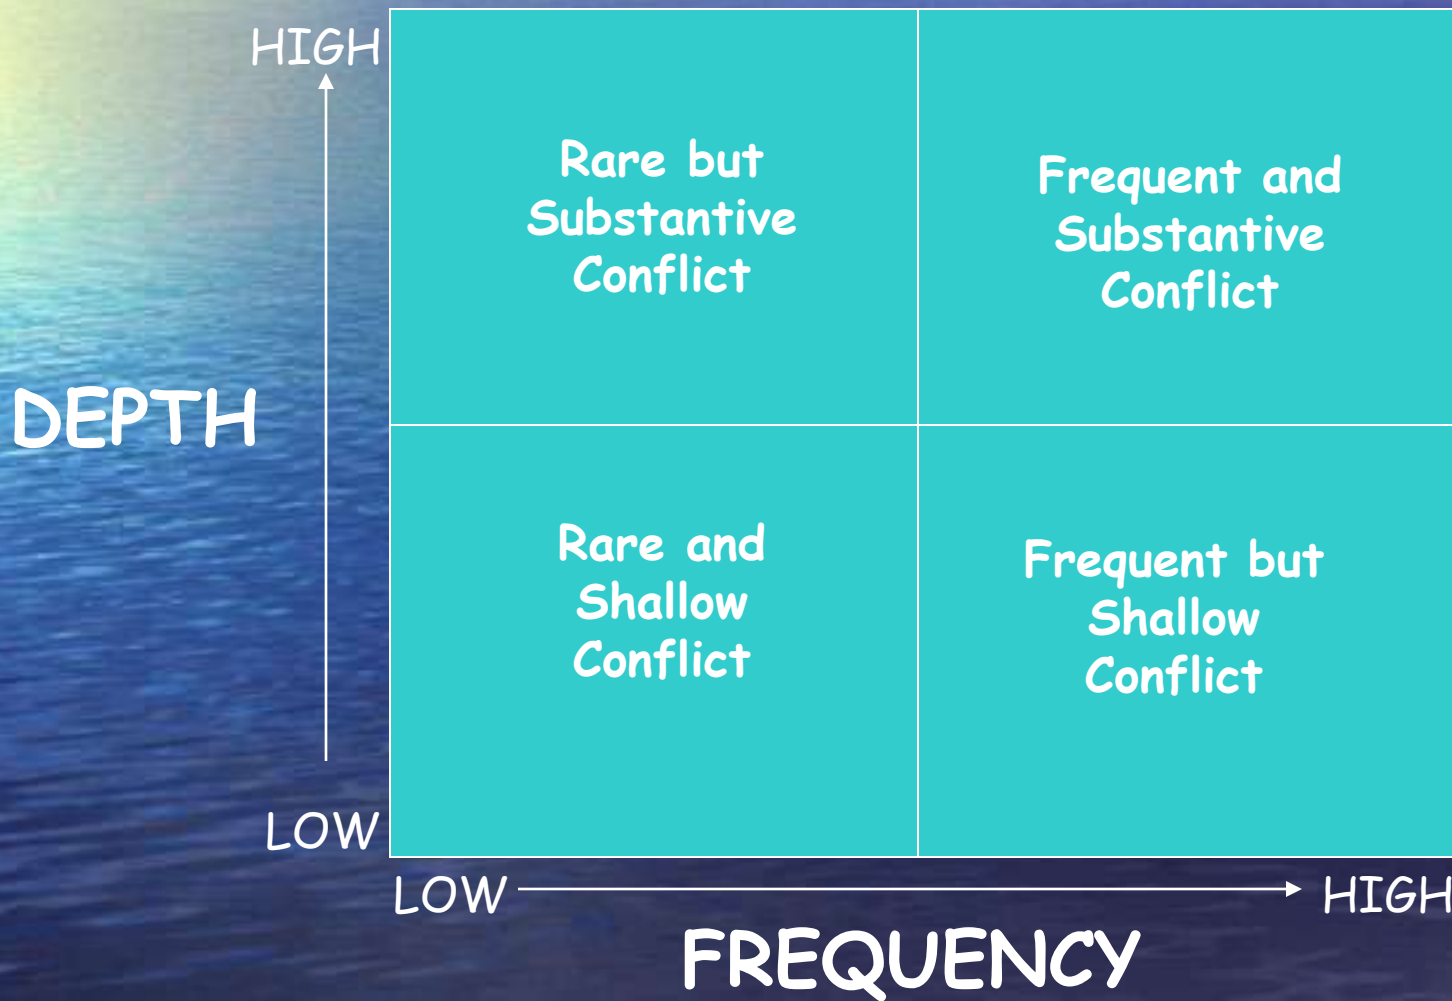 HIGH
Rare but
Substantive
Conflict
Frequent and
Substantive
Conflict
DEPTH
Rare and
Shallow
Conflict
Frequent but
Shallow
Conflict
LOW
LOW
HIGH
FREQUENCY